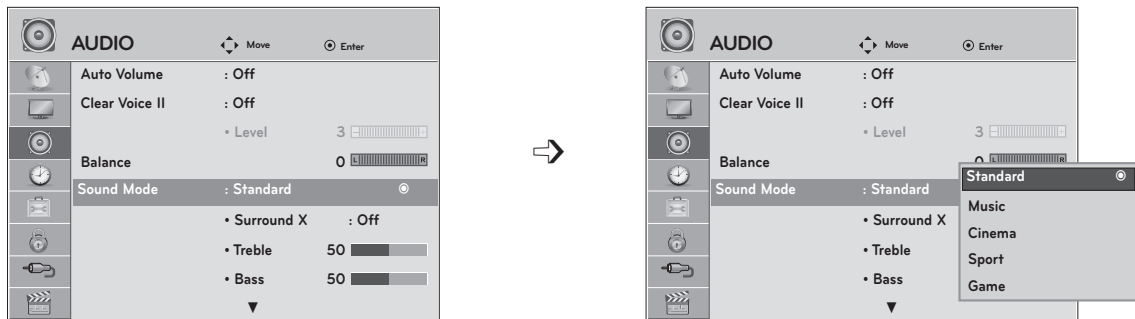 AUDIO Move Enter
Auto Volume : Off
Clear Voice II : Off
• Level 3 - +
Balance 0 L R
Sound Mode : Standard
• Surround X : Off
• Treble 50
• Bass 50
▼
AUDIO Move Enter
Auto Volume : Off
Clear Voice II : Off
• Level 3 - +
Balance 0 L R
Sound Mode : Standard
• Surround X
• Treble
• Bass
▼
Standard
Music
Cinema
Sport
Game